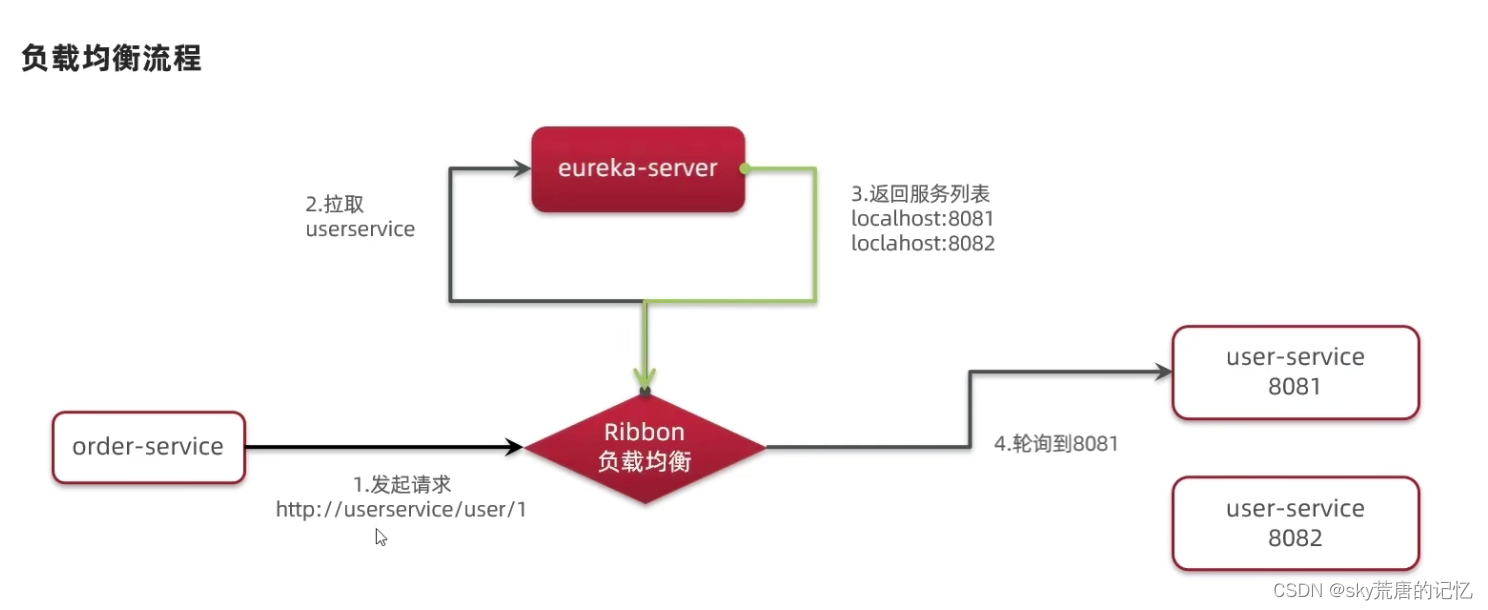 负载均衡流程
eureka-server
2.拉取
userservice
3.返回服务列表
localhost:8081
loclahost:8082
user-service
8081
order-service
Ribbon
负载均衡
4.轮询到8081
1.发起请求
http://userservice/user/1
user-service
8082
CSDN @sky荒唐的记忆